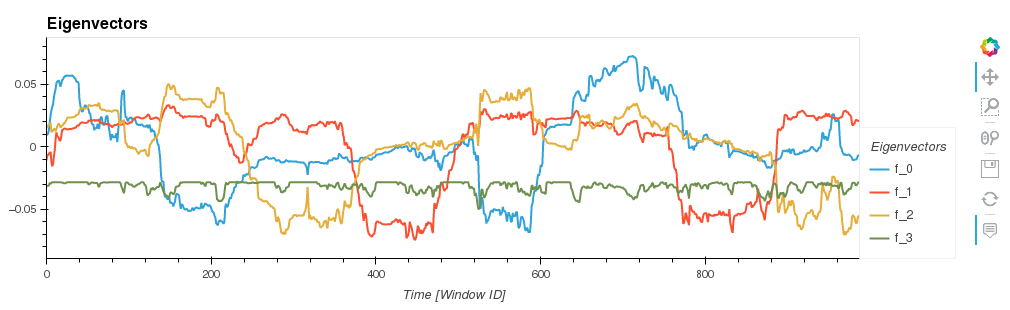 Eigenvectors
0.05
0
−0.05
0
200
400
600
800
Time [Window ID]
Eigenvectors
f_0
f_1
f_2
f_3